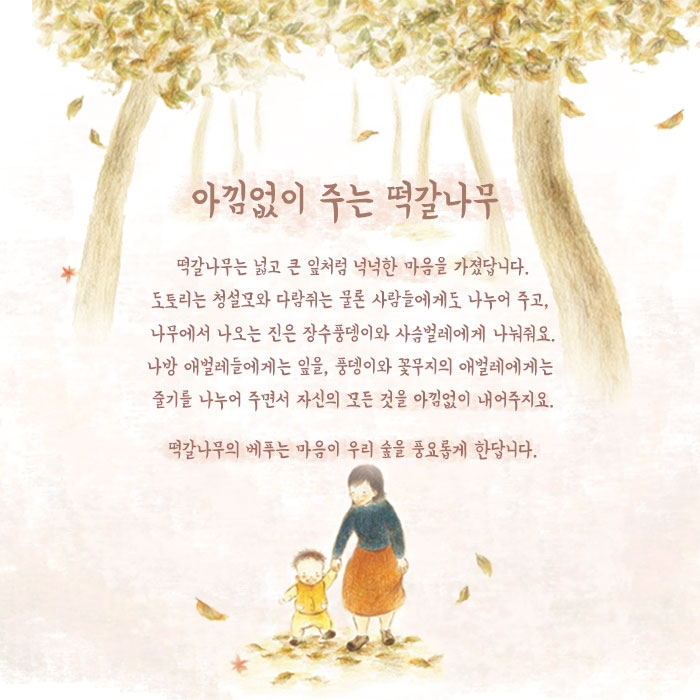 아낌없이 주는 떡갈나무
떡갈나무는 넓고 큰 잎처럼 넉넉한 마음을 가졌답니다.
도토리는 청설모와 다람쥐는 물론 사람들에게도 나누어 주고,
나무에서 나오는 진은 장수풍뎅이와 사슴벌레에게 나눠줘요.
나방 애벌레들에게는 잎을, 풍뎅이와 꽃무지의 애벌레에게는
줄기를 나누어 주면서 자신의 모든 것을 아낌없이 내어주지요.
떡갈나무의 베푸는 마음이 우리 숲을 풍요롭게 한답니다.